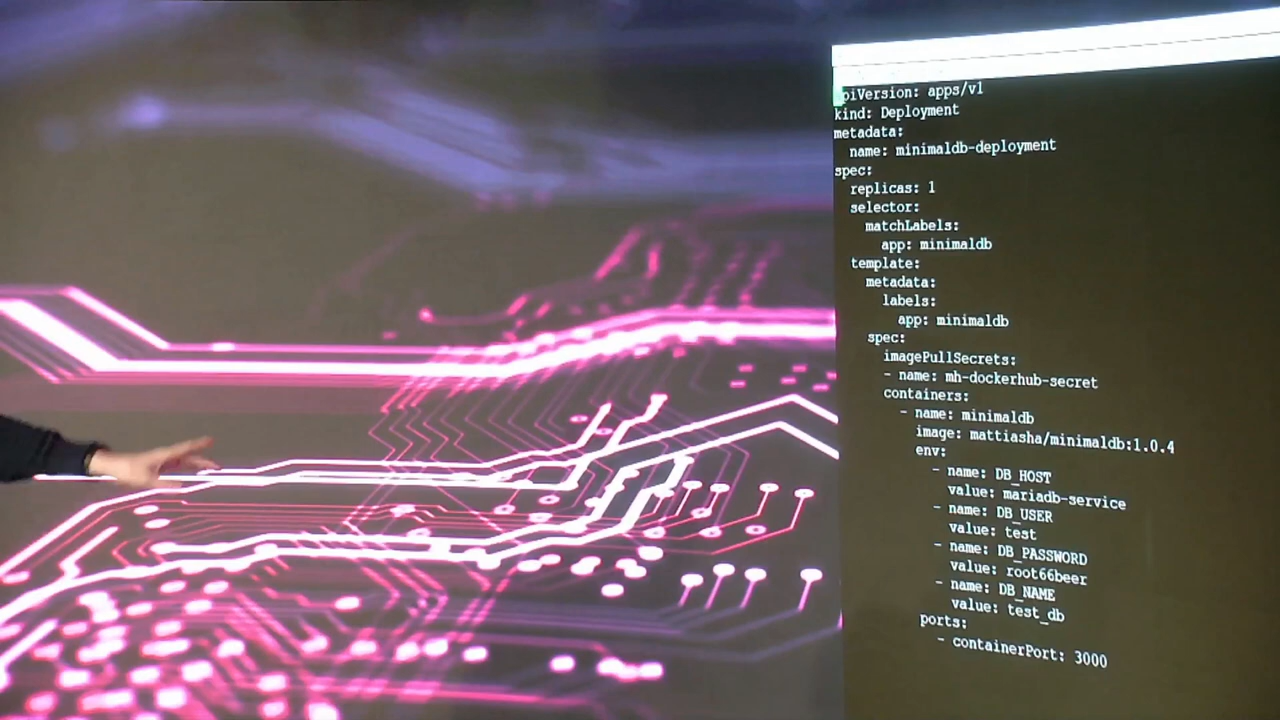 apiVersion: apps/v1
kind: Deployment
metadata:
  name: minimaldb-deployment
spec:
  replicas: 1
  selector:
    matchLabels:
      app: minimaldb
  template:
    metadata:
      labels:
        app: minimaldb
    spec:
      imagePullSecrets:
      - name: mh-dockerhub-secret
      containers:
        - name: minimaldb
          image: mattiasha/minimaldb:1.0.4
          env:
            - name: DB_HOST
              value: mariadb-service
            - name: DB_USER
              value: test
            - name: DB_PASSWORD
              value: root66beer
            - name: DB_NAME
              value: test_db
          ports:
            - containerPort: 3000